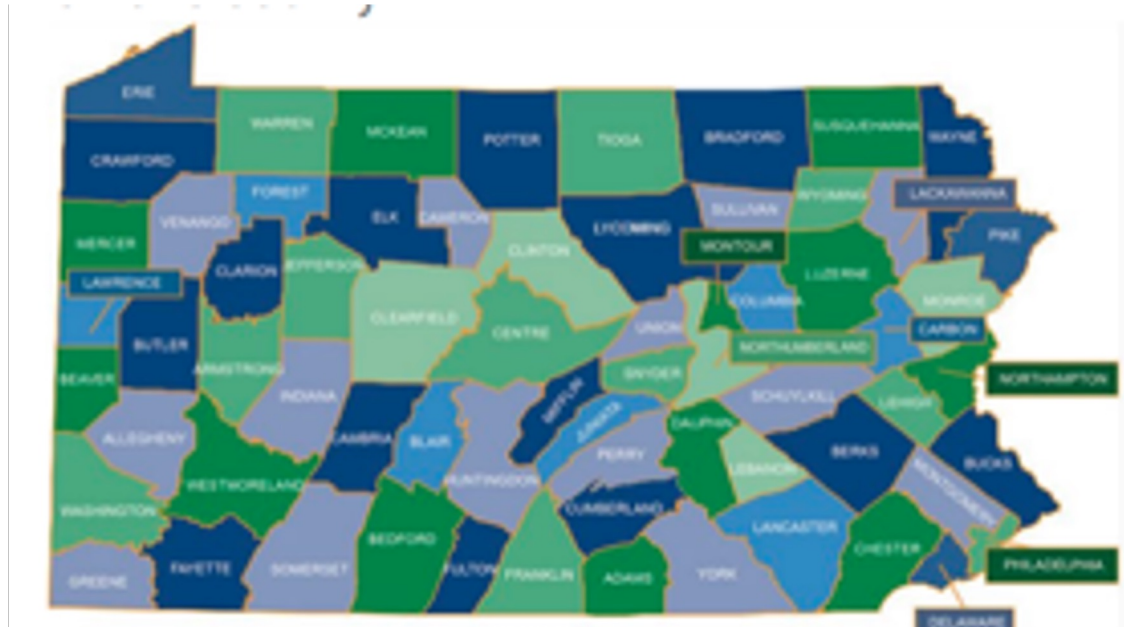 ERIE
WARREN
MCKEAN
POTTER
TIOGA
BRADFORD
SUSQUEHANNA
WAYNE
CRAWFORD
FOREST
ELK
CAMERON
VENANGO
SULLIVAN
WYOMING
LACKAWANNA
LYCOMING
PIKE
MERCER
MONTOUR
CLINTON
CLARION
JEFFERSON
LUZERNE
LAWRENCE
COLUMBIA
MONROE
CLEARFIELD
CENTRE
UNION
CARBON
BUTLER
NORTHUMBERLAND
ARMSTRONG
SNYDER
BEAVER
NORTHAMPTON
INDIANA
MIFFLIN
SCHUYLKILL
LEHIGH
ALLEGHENY
CAMBRIA
BLAIR
JUNIATA
DAUPHIN
PERRY
BERKS
BUCKS
LEBANON
HUNTINGDON
WESTMORELAND
MONTGOMERY
WASHINGTON
CUMBERLAND
LANCASTER
BEDFORD
CHESTER
PHILADELPHIA
GREENE
FAYETTE
SOMERSET
FULTON
FRANKLIN
ADAMS
YORK
DELAWARE